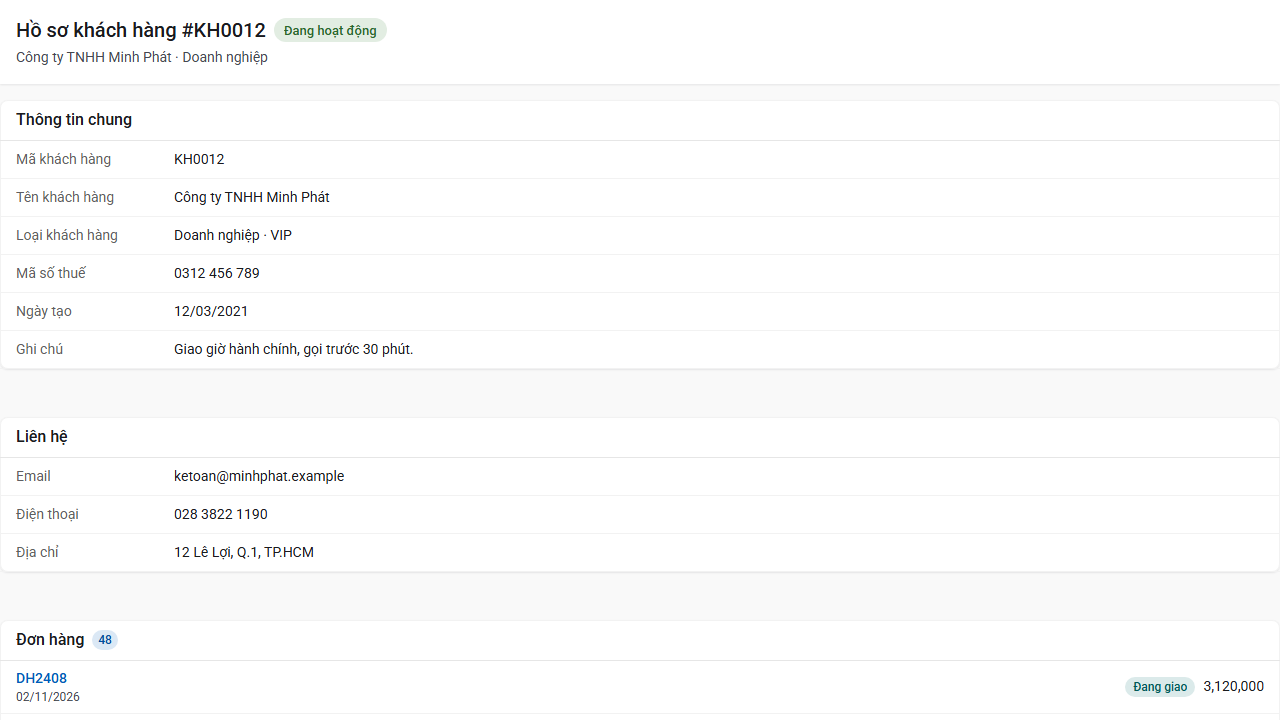 Hồ sơ khách hàng #KH0012 Đang hoạt động
Công ty TNHH Minh Phát · Doanh nghiệp
Thông tin chung
Mã khách hàng KH0012
Tên khách hàng Công ty TNHH Minh Phát
Loại khách hàng Doanh nghiệp · VIP
Mã số thuế 0312 456 789
Ngày tạo 12/03/2021
Ghi chú Giao giờ hành chính, gọi trước 30 phút.
Liên hệ
Email ketoan@minhphat.example
Điện thoại 028 3822 1190
Địa chỉ 12 Lê Lợi, Q.1, TP.HCM
Đơn hàng 48
DH2408 Đang giao 3,120,000
02/11/2026